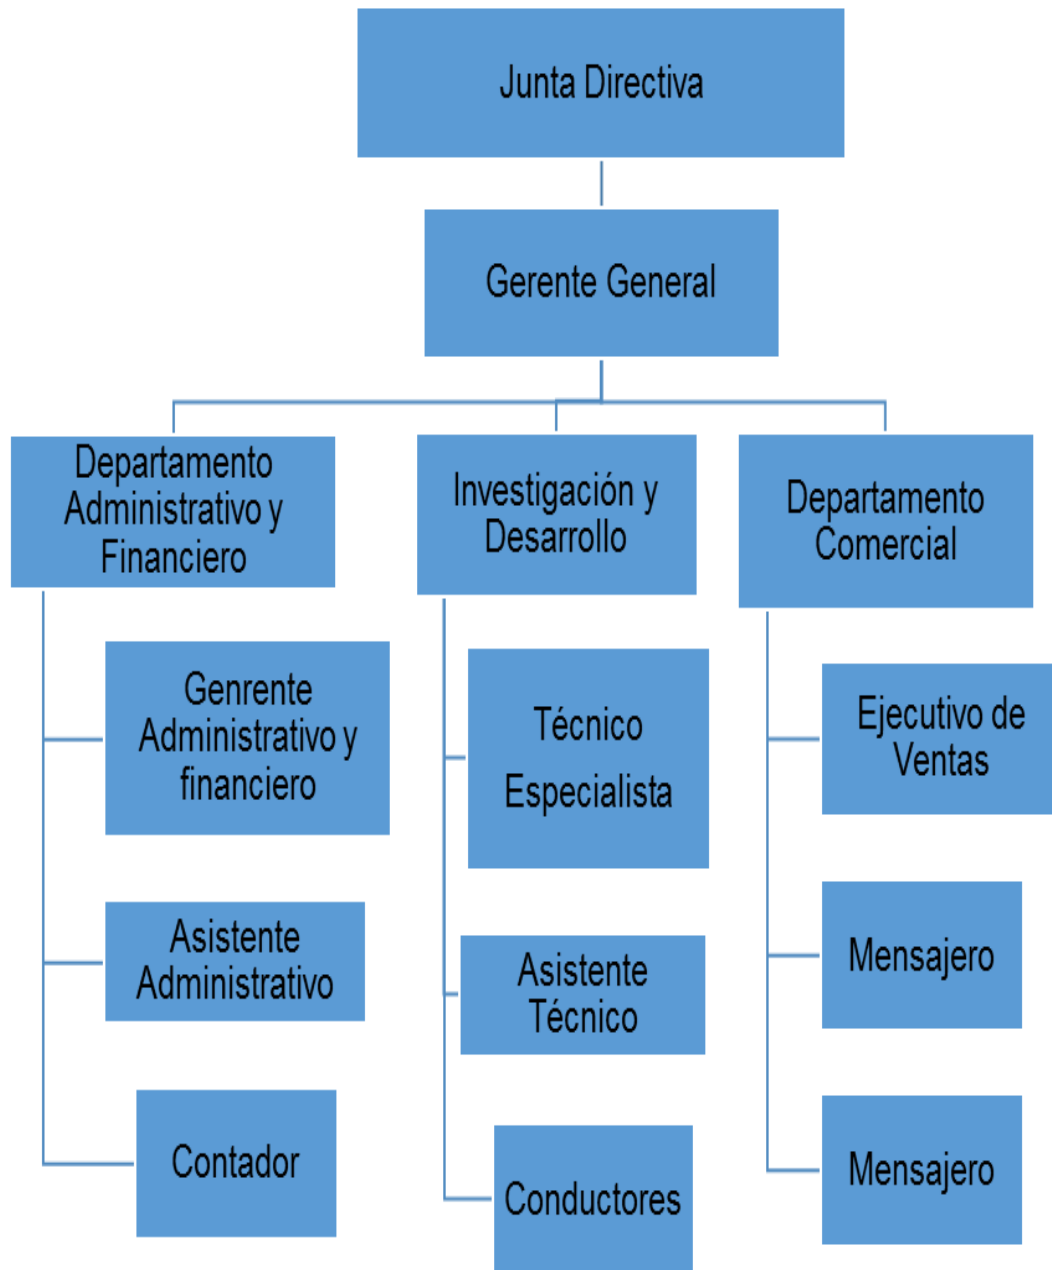 Junta Directiva
Gerente General
Departamento
Administrativo y
Financiero
Genrente
Administrativo y
financiero
Asistente
Administrativo
Contador
Investigación y
Desarrollo
Técnico
Especialista
Asistente
Técnico
Conductores
Departamento
Comercial
Ejecutivo de
Ventas
Mensajero
Mensajero